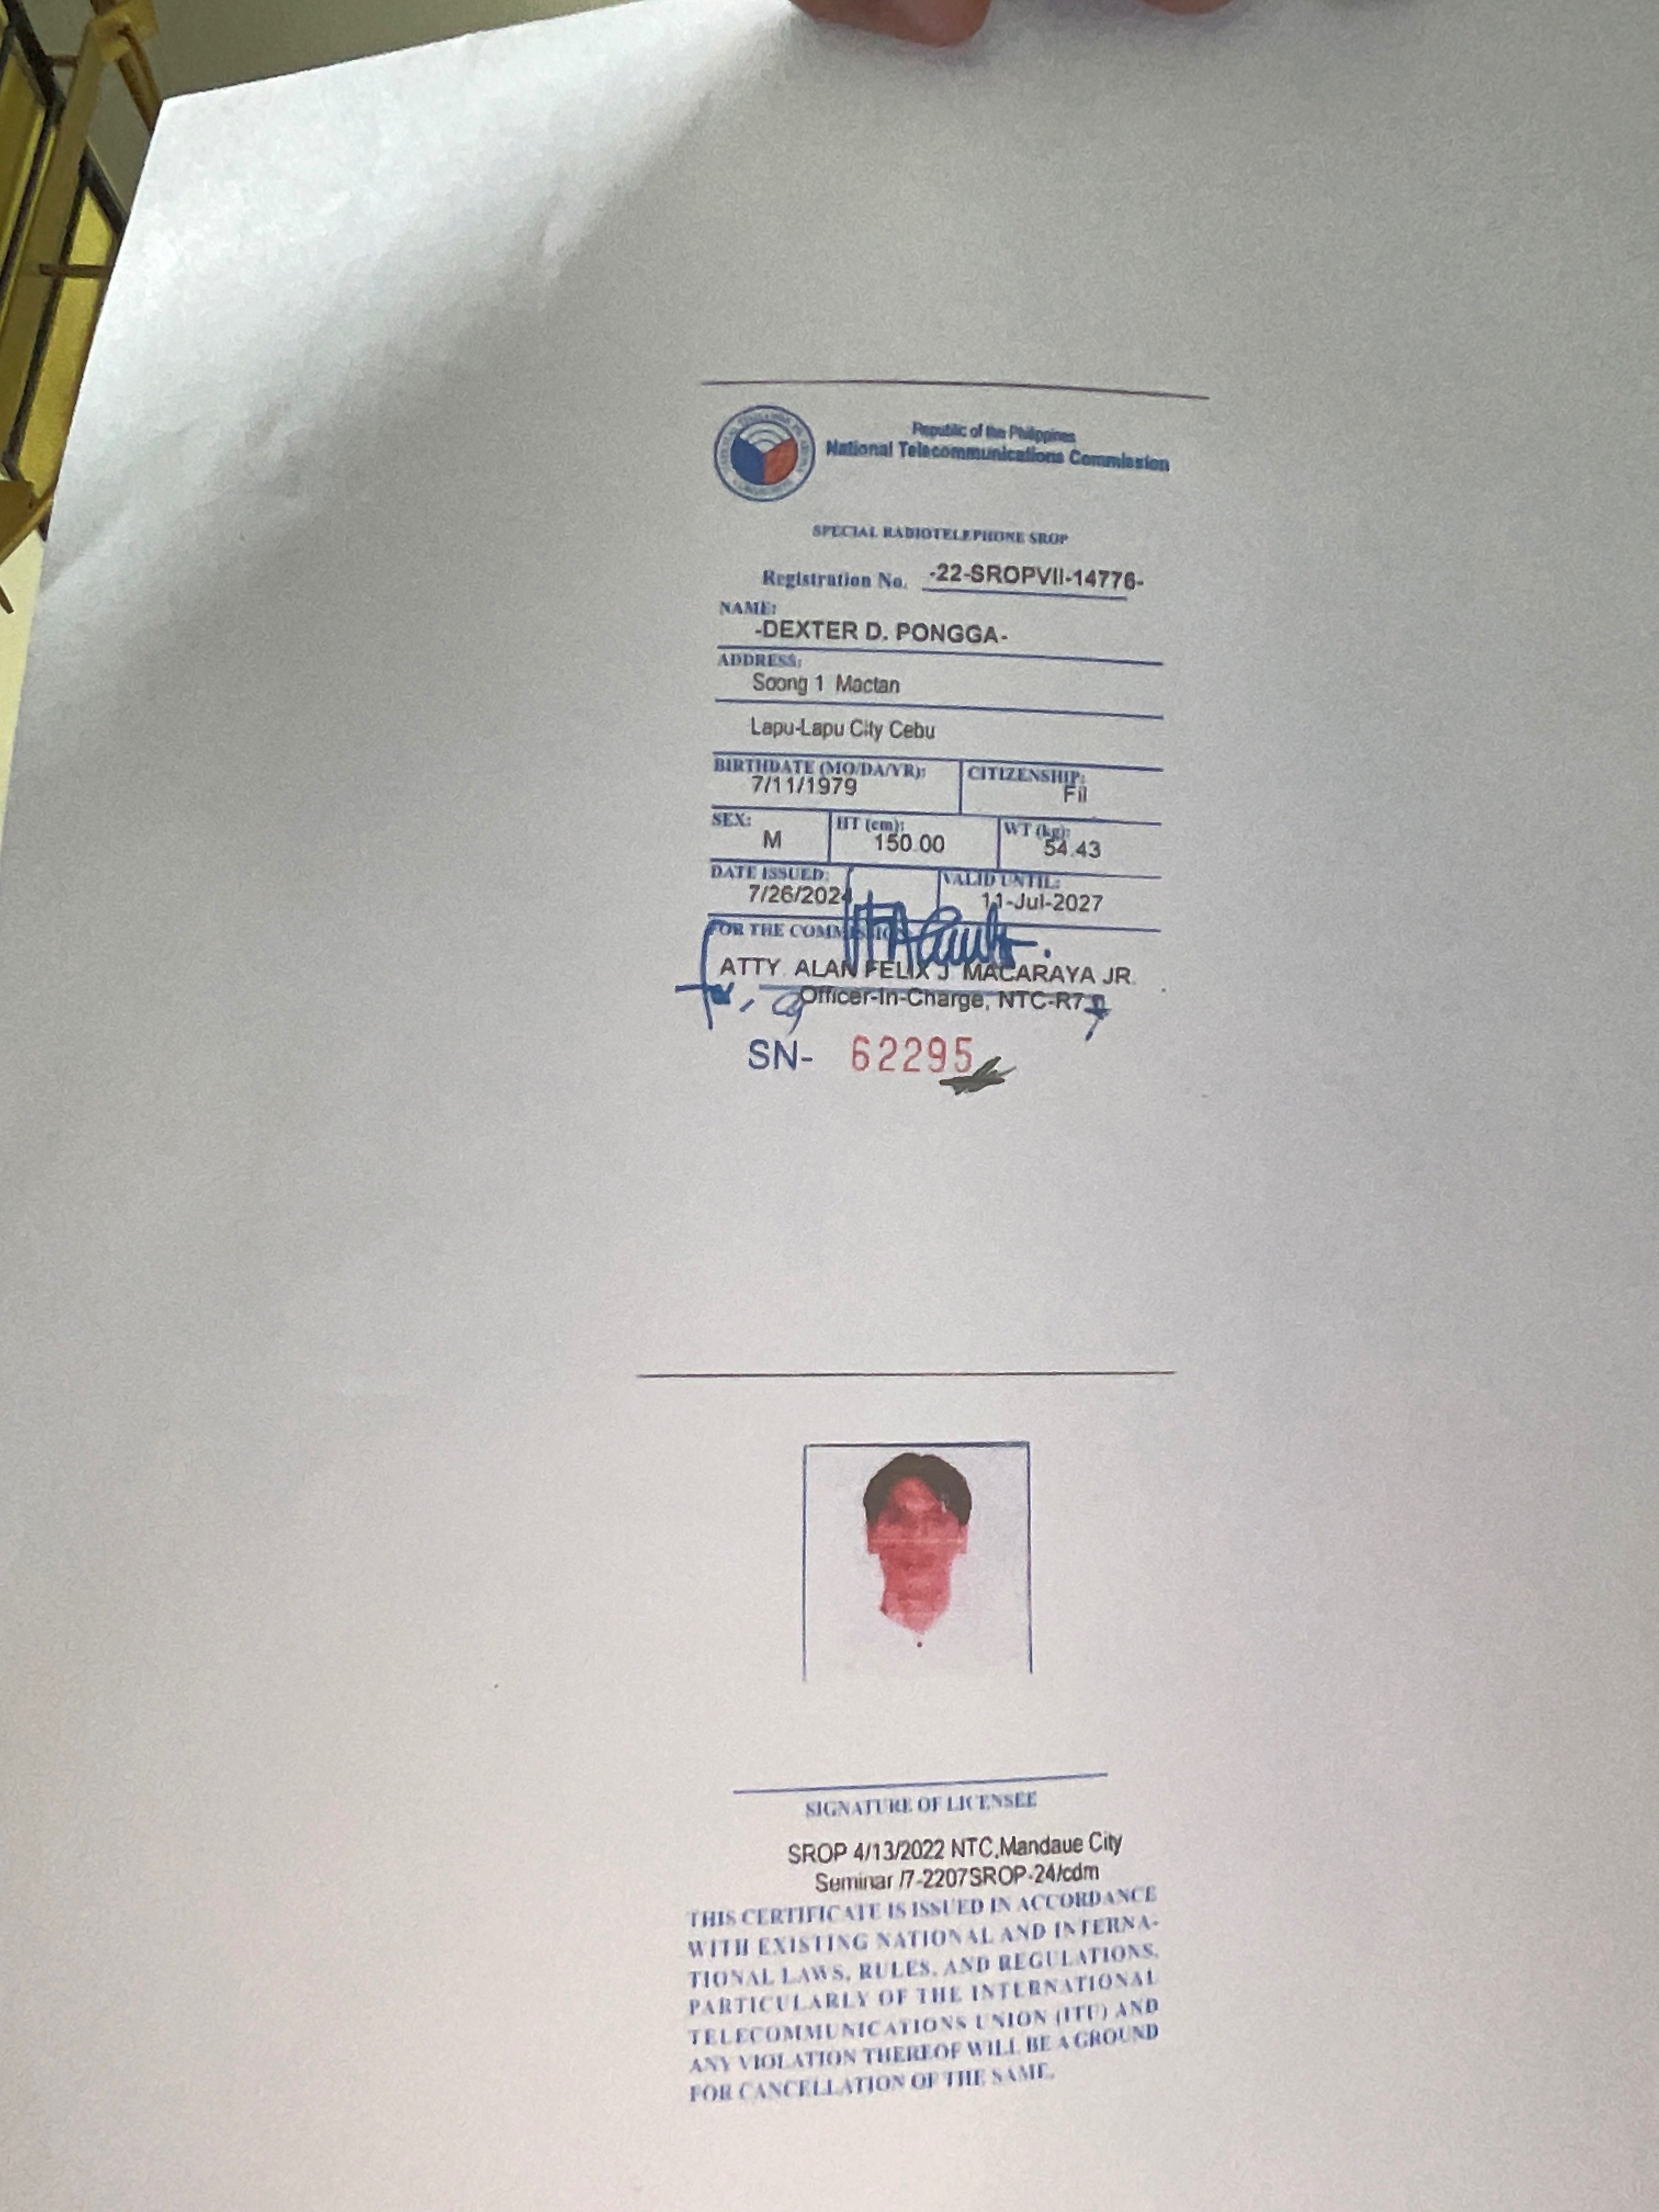 Republic of the Philippines
National Telecommunications Commission
SPECIAL RADIOTELEPHONE SROP
Registration No. -22-SROPVII-14776-
NAME:
-DEXTER D. PONGGA-
ADDRESS:
Soong 1 Mactan
Lapu-Lapu City Cebu
BIRTHDATE (MO/DA/YR): CITIZENSHIP:
7/11/1979 Fil
SEX: HT (cm): WT (kg):
M 150.00 54.43
DATE ISSUED: VALID UNTIL:
7/26/2024 11-Jul-2027
FOR THE COMMISSION
ATTY. ALAN FELIX J. MACARAYA JR.
Officer-In-Charge, NTC-R7
SN- 62295
SIGNATURE OF LICENSEE
SROP 4/13/2022 NTC,Mandaue City
Seminar /7-2207SROP-24/cdm
THIS CERTIFICATE IS ISSUED IN ACCORDANCE
WITH EXISTING NATIONAL AND INTERNA-
TIONAL LAWS, RULES, AND REGULATIONS,
PARTICULARLY OF THE INTERNATIONAL
TELECOMMUNICATIONS UNION (ITU) AND
ANY VIOLATION THEREOF WILL BE A GROUND
FOR CANCELLATION OF THE SAME.